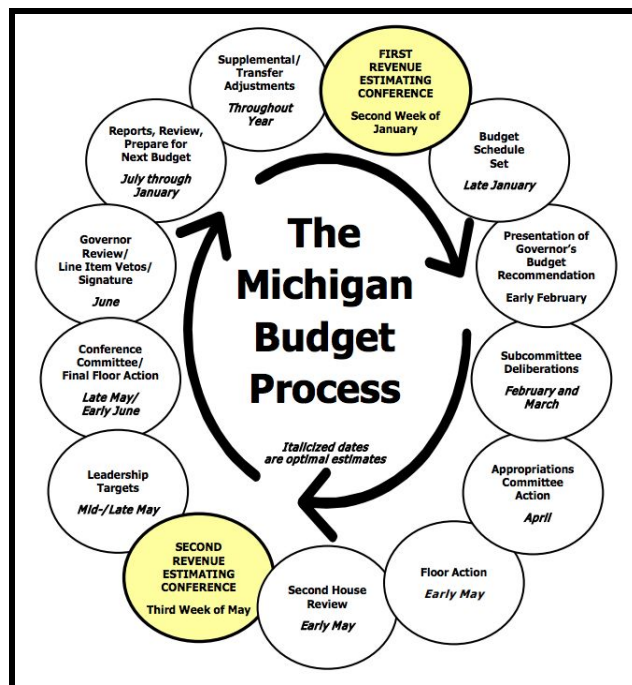 FIRST
REVENUE
ESTIMATING
CONFERENCE
Second Week of
January
Budget
Schedule
Set
Late January
Presentation of
Governor's
Budget
Recommendation
Early February
Subcommittee
Deliberations
February and
March
Appropriations
Committee
Action
April
Floor Action
Early May
Second House
Review
Early May
SECOND
REVENUE
ESTIMATING
CONFERENCE
Third Week of May
Leadership
Targets
Mid-/Late May
Conference
Committee/
Final Floor Action
Late May/
Early June
Governor
Review/
Line Item Vetos/
Signature
June
Reports, Review,
Prepare for
Next Budget
July through
January
Supplemental/
Transfer
Adjustments
Throughout
Year
The
Michigan
Budget
Process
Italicized dates
are optimal estimates